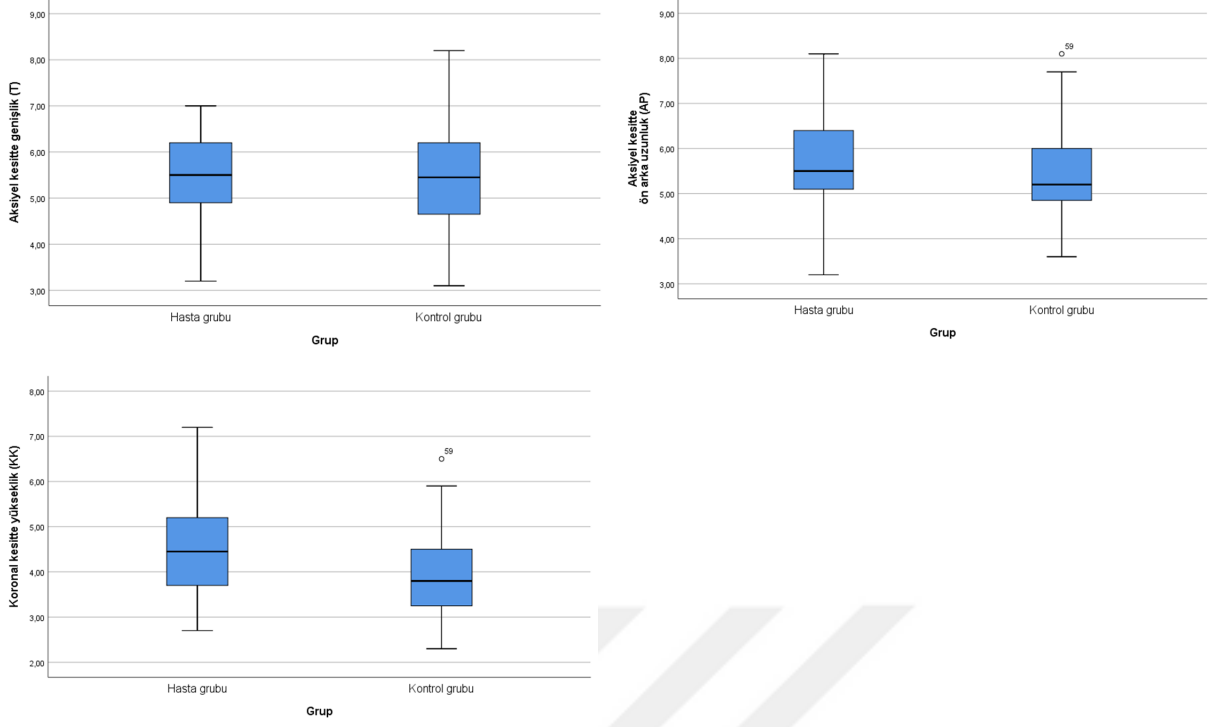 9,00
8,00
7,00
6,00
5,00
4,00
3,00
Aksiyel kesitte genişlik (T)
Hasta grubu
Kontrol grubu
Grup
9,00
8,00
7,00
6,00
5,00
4,00
3,00
Aksiyel kesitte
ön arka uzunluk (AP)
59
Hasta grubu
Kontrol grubu
Grup
8,00
7,00
6,00
5,00
4,00
3,00
2,00
Koronal kesitte yükseklik (KK)
59
Hasta grubu
Kontrol grubu
Grup